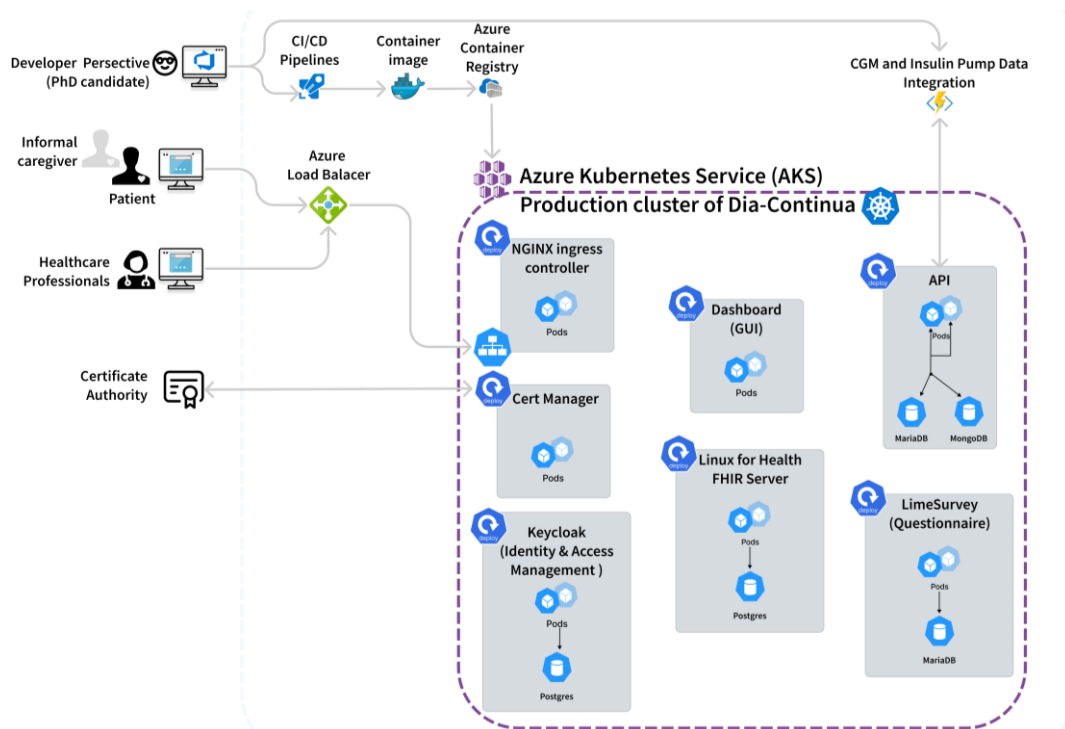 Developer Persective
(PhD candidate)
CI/CD
Pipelines
Container
image
Azure
Container
Registry
CGM and Insulin Pump Data
Integration
Informal
caregiver
Patient
Azure
Load Balacer
Healthcare
Professionals
Certificate
Authority
Azure Kubernetes Service (AKS)
Production cluster of Dia-Continua
deploy
NGINX ingress
controller
Pods
deploy
Cert Manager
Pods
deploy
Keycloak
(Identity & Access
Management )
Pods
Postgres
deploy
Dashboard
(GUI)
Pods
deploy
Linux for Health
FHIR Server
Pods
Postgres
deploy
API
Pods
MariaDB
MongoDB
deploy
LimeSurvey
(Questionnaire)
Pods
MariaDB